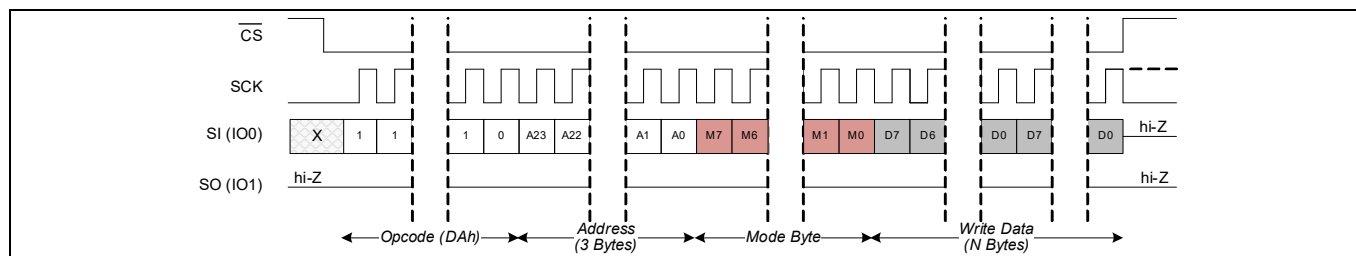 CS
SCK
SI (IO0) X 1 1 1 0 A23 A22 A1 A0 M7 M6 M1 M0 D7 D6 D0 D7 D0 hi-Z
SO (IO1) hi-Z hi-Z
Opcode (DAh) Address Mode Byte Write Data
(3 Bytes) (N Bytes)